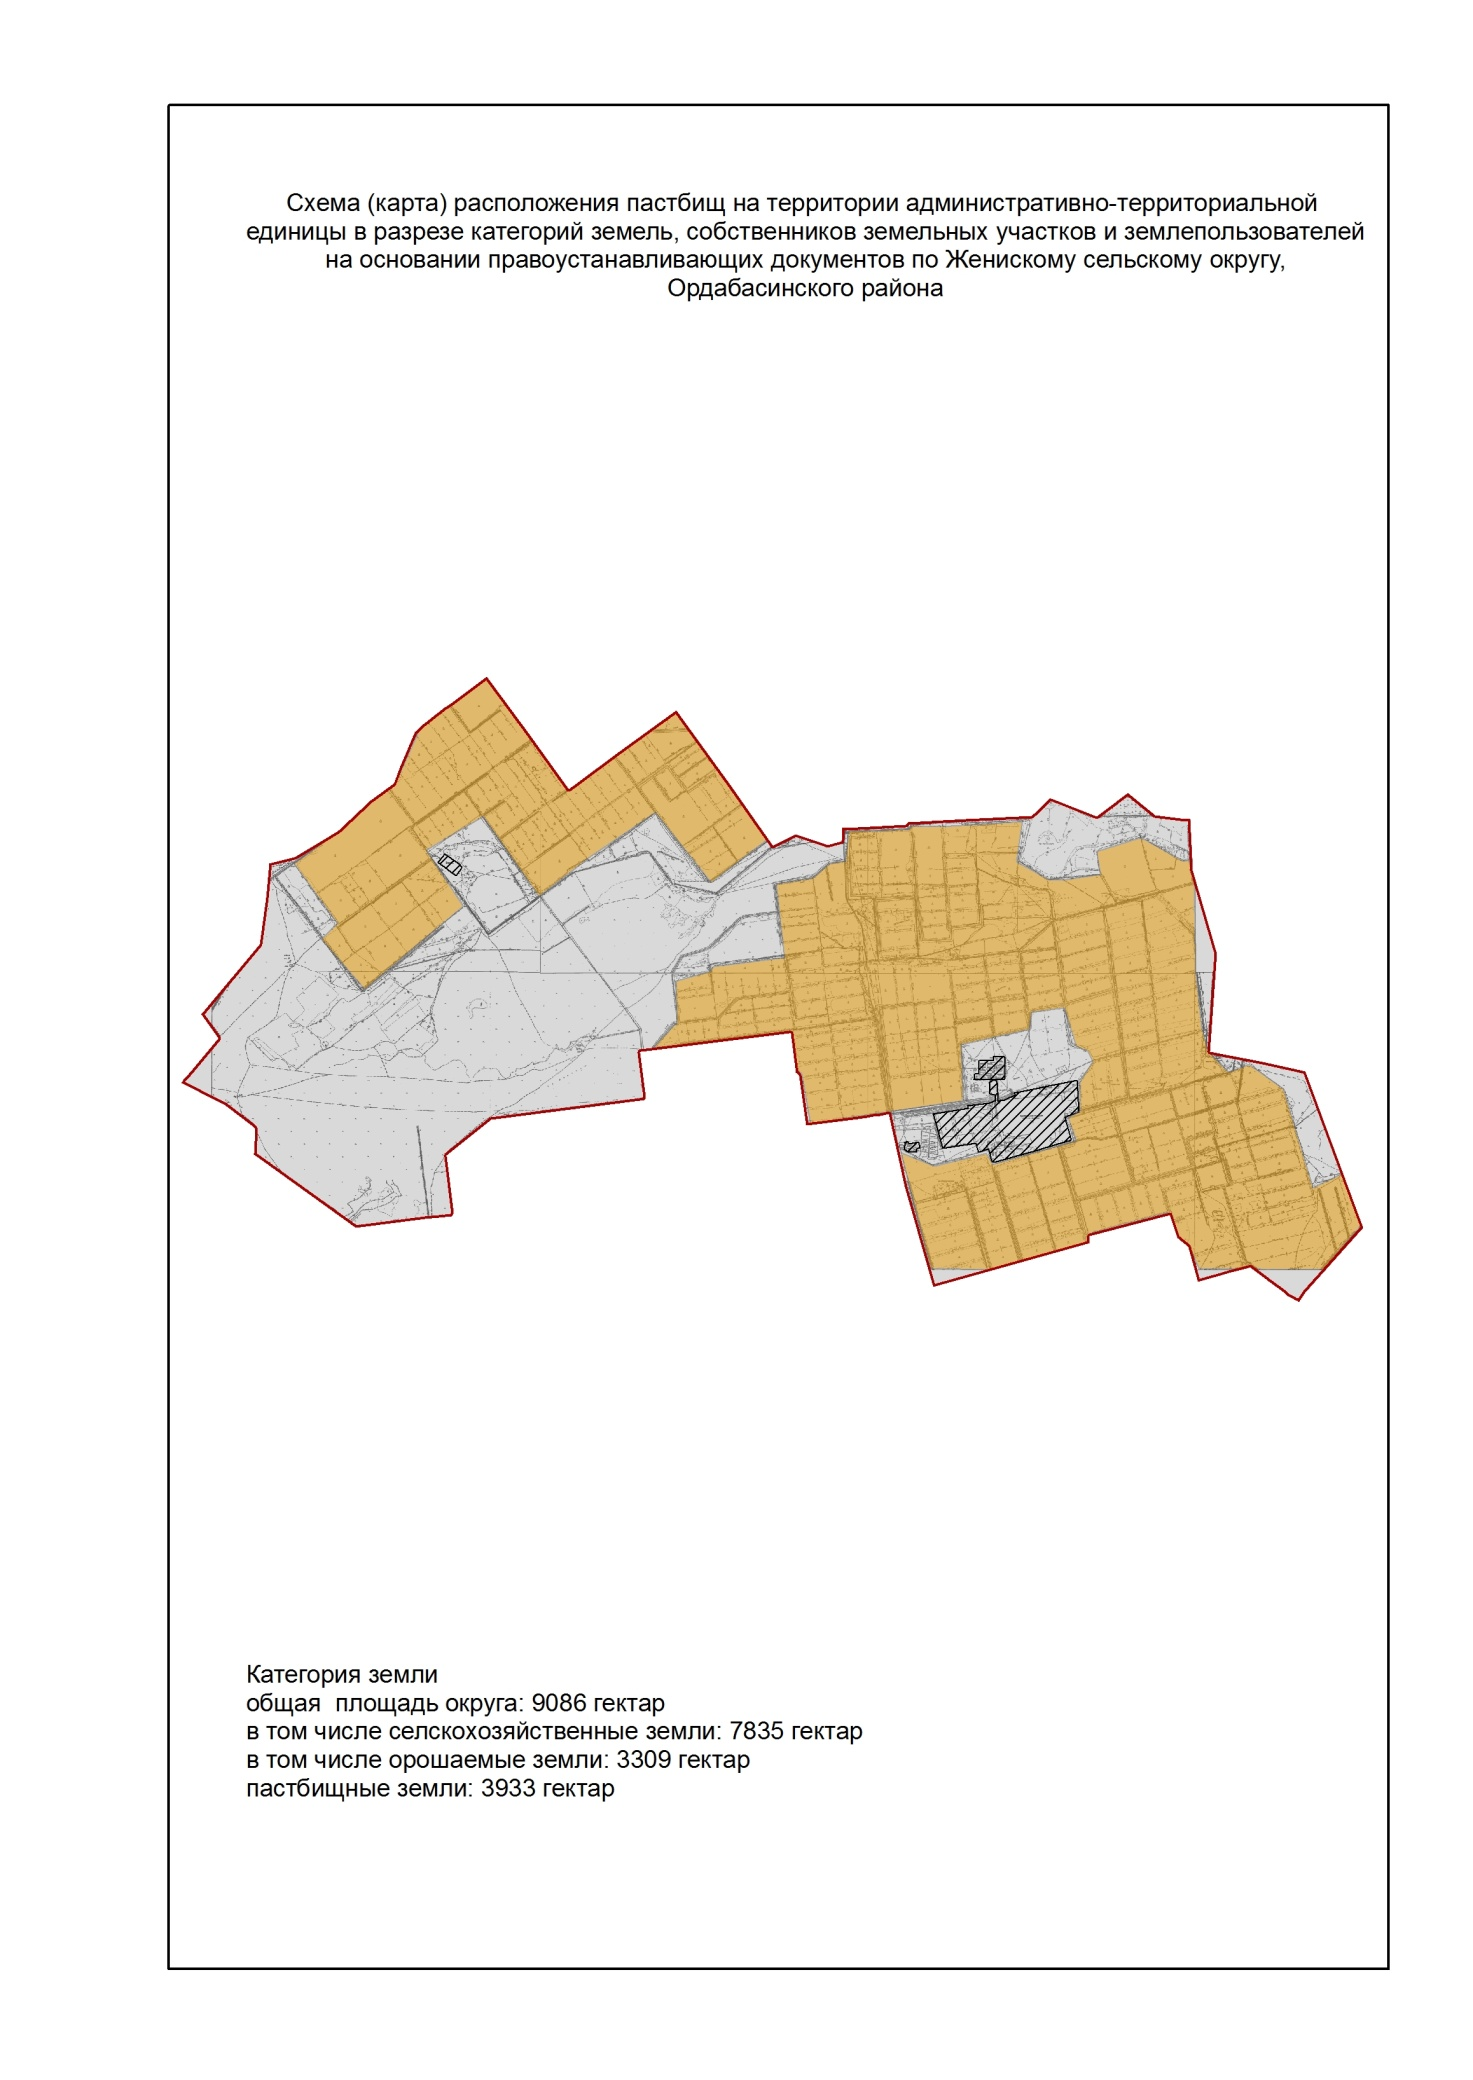 Схема (карта) расположения пастбищ на территории административно-территориальной
единицы в разрезе категорий земель, собственников земельных участков и землепользователей
на основании правоустанавливающих документов по Женискому сельскому округу,
Ордабасинского района
Категория земли
общая площадь округа: 9086 гектар
в том числе селскохозяйственные земли: 7835 гектар
в том числе орошаемые земли: 3309 гектар
пастбищные земли: 3933 гектар